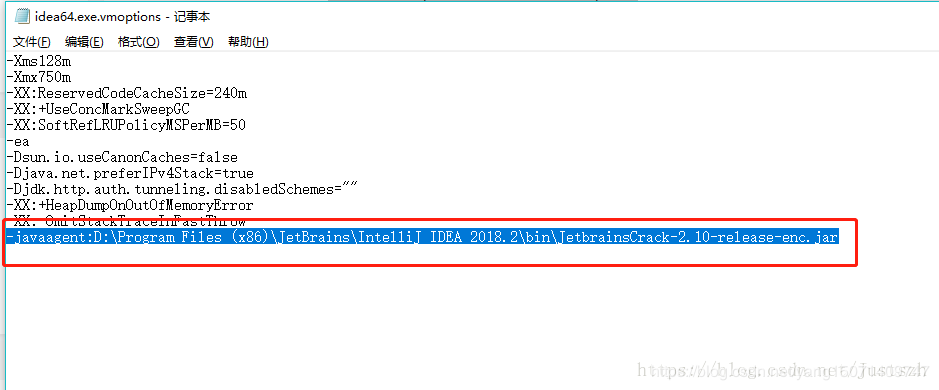 idea64.exe.vmoptions - 记事本
文件(F) 编辑(E) 格式(O) 查看(V) 帮助(H)
-Xms128m
-Xmx750m
-XX:ReservedCodeCacheSize=240m
-XX:+UseConcMarkSweepGC
-XX:SoftRefLRUPolicyMSPerMB=50
-ea
-Dsun.io.useCanonCaches=false
-Djava.net.preferIPv4Stack=true
-Djdk.http.auth.tunneling.disabledSchemes=""
-XX:+HeapDumpOnOutOfMemoryError
-XX:-OmitStackTraceInFastThrow
-javaagent:D:\Program Files (x86)\JetBrains\IntelliJ IDEA 2018.2\bin\JetbrainsCrack-2.10-release-enc.jar
https://blog.csdn.net/Justszh